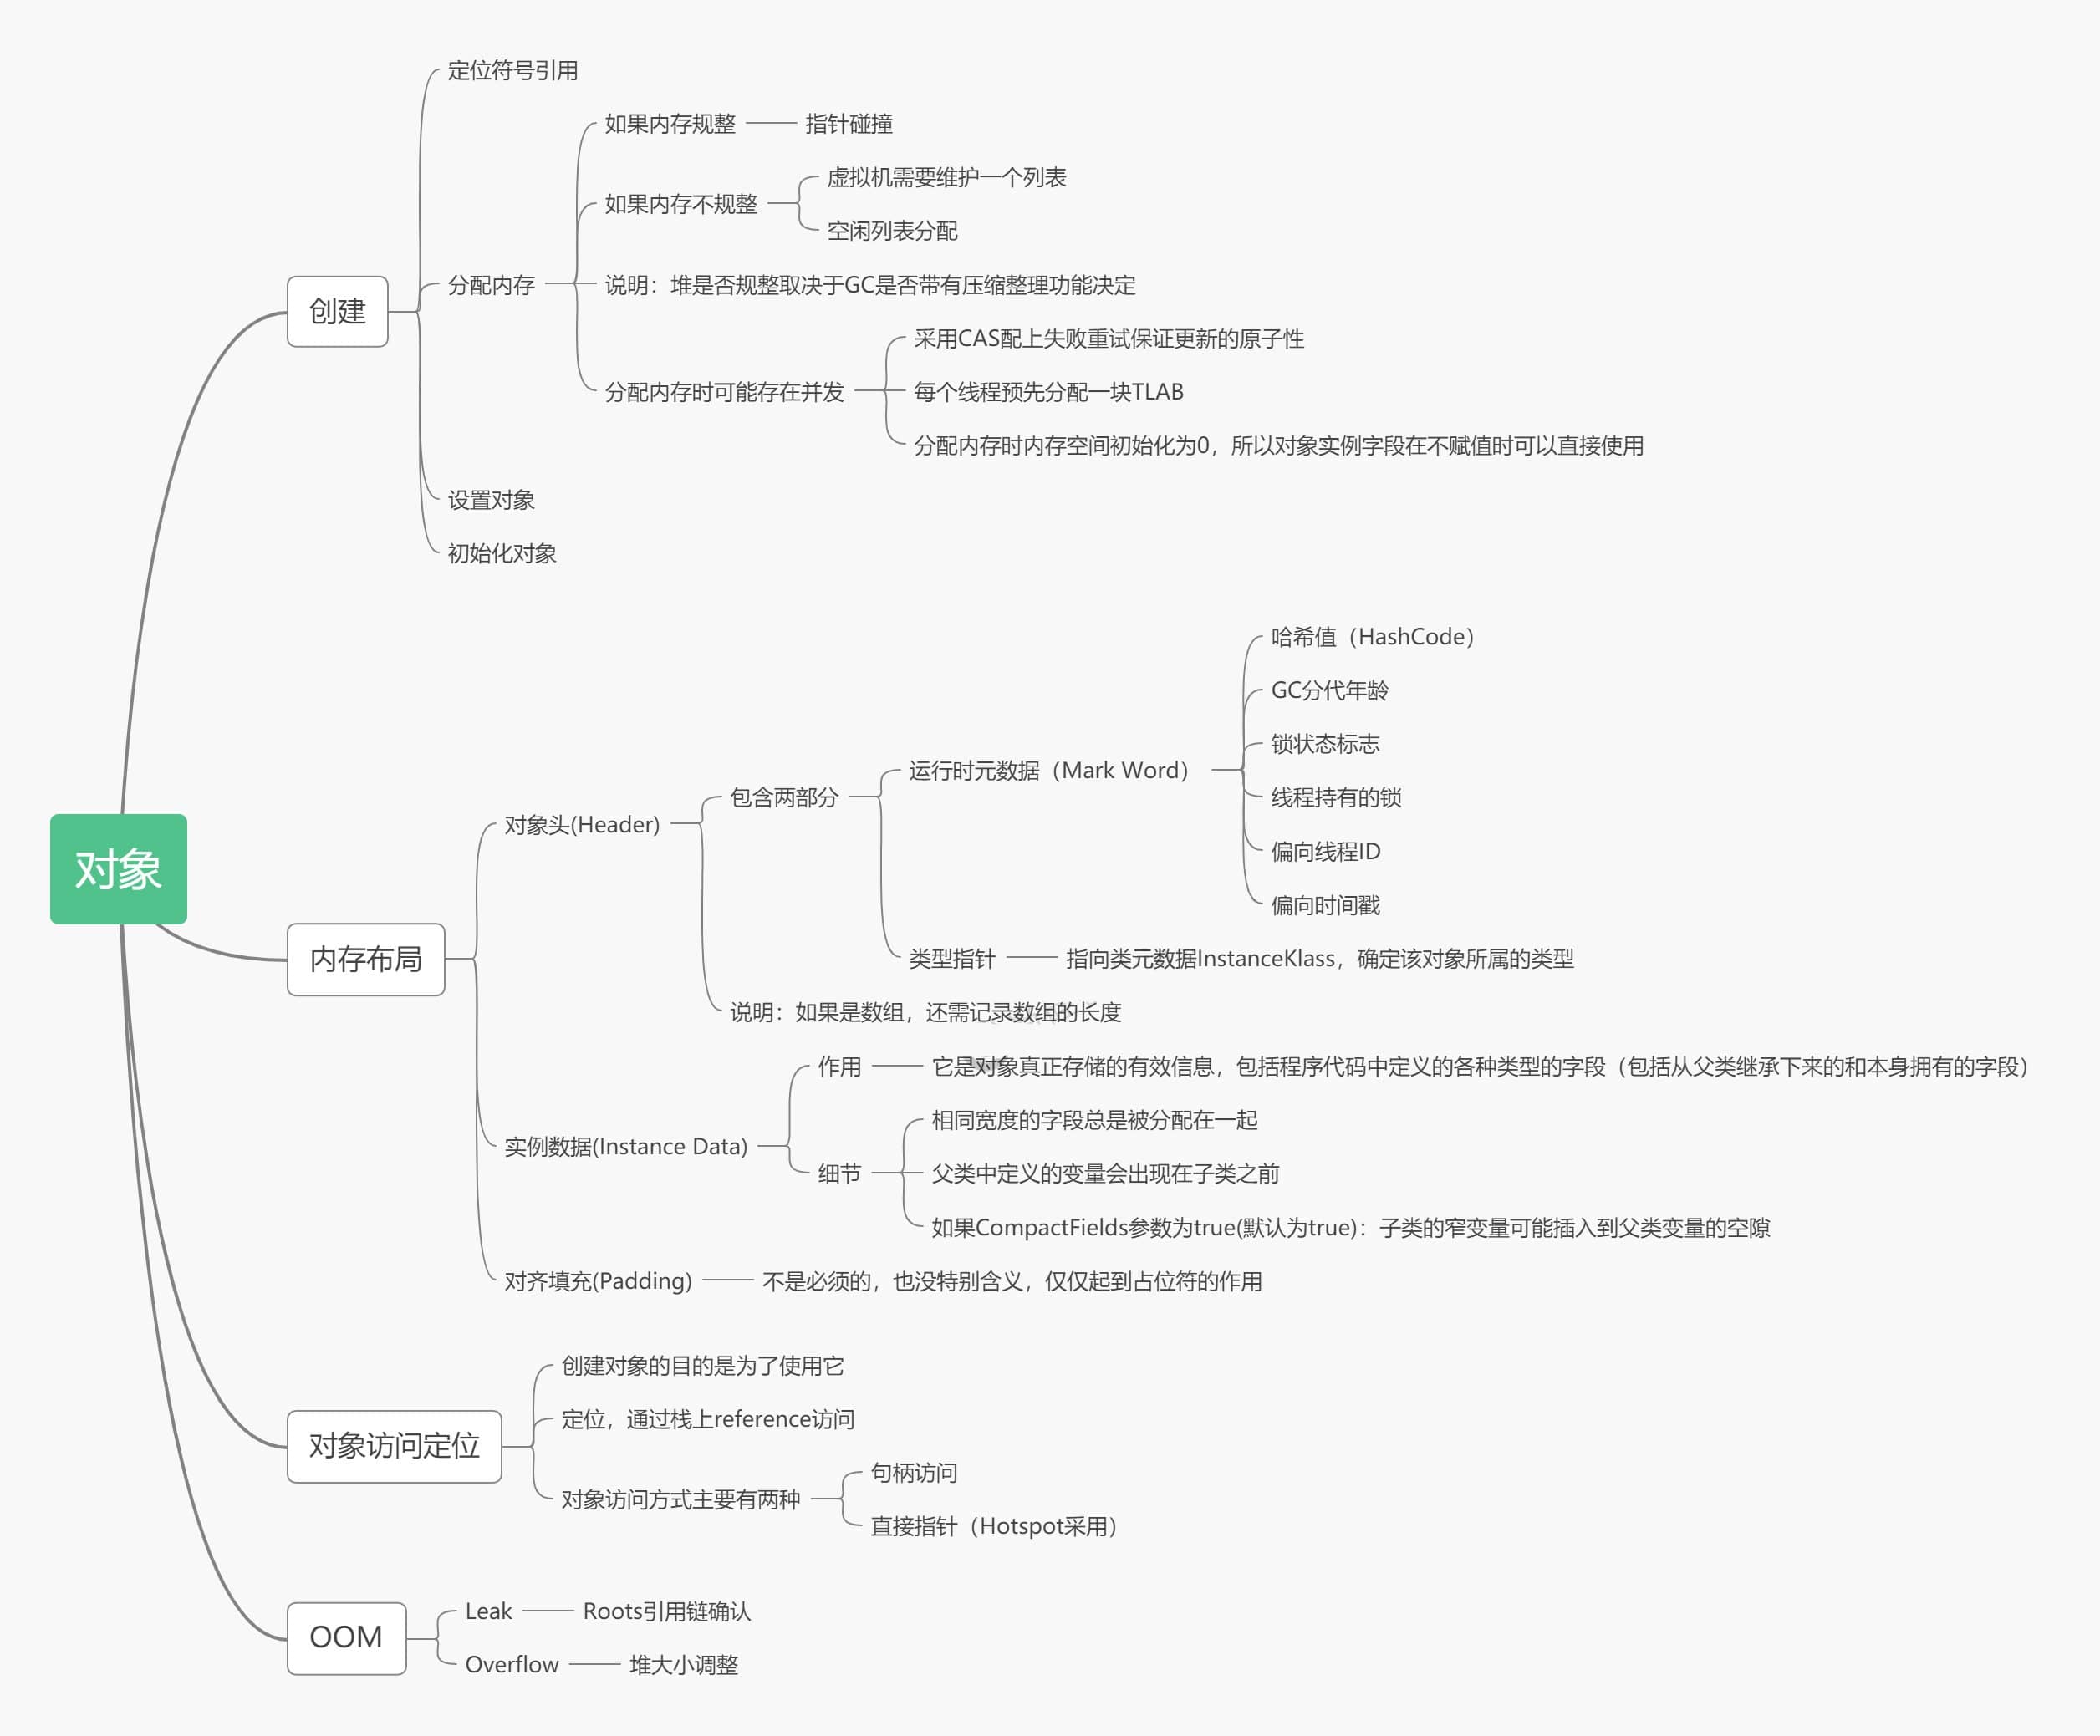 对象
创建
定位符号引用
分配内存
如果内存规整
指针碰撞
如果内存不规整
虚拟机需要维护一个列表
空闲列表分配
说明：堆是否规整取决于GC是否带有压缩整理功能决定
分配内存时可能存在并发
采用CAS配上失败重试保证更新的原子性
每个线程预先分配一块TLAB
分配内存时内存空间初始化为0，所以对象实例字段在不赋值时可以直接使用
设置对象
初始化对象
内存布局
对象头(Header)
包含两部分
运行时元数据（Mark Word）
哈希值（HashCode）
GC分代年龄
锁状态标志
线程持有的锁
偏向线程ID
偏向时间戳
类型指针
指向类元数据InstanceKlass，确定该对象所属的类型
说明：如果是数组，还需记录数组的长度
实例数据(Instance Data)
作用
它是对象真正存储的有效信息，包括程序代码中定义的各种类型的字段（包括从父类继承下来的和本身拥有的字段）
细节
相同宽度的字段总是被分配在一起
父类中定义的变量会出现在子类之前
如果CompactFields参数为true(默认为true)：子类的窄变量可能插入到父类变量的空隙
对齐填充(Padding)
不是必须的，也没特别含义，仅仅起到占位符的作用
对象访问定位
创建对象的目的是为了使用它
定位，通过栈上reference访问
对象访问方式主要有两种
句柄访问
直接指针（Hotspot采用）
OOM
Leak
Roots引用链确认
Overflow
堆大小调整